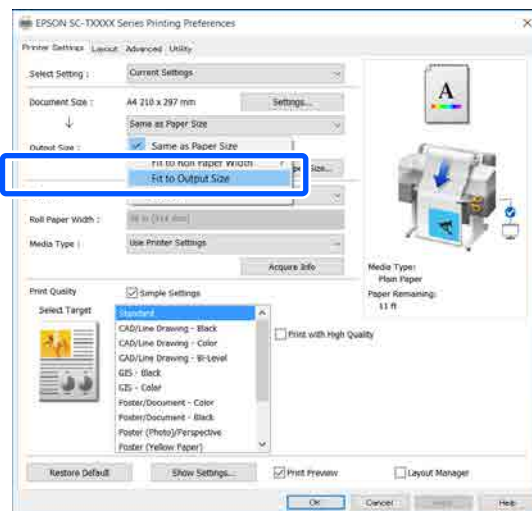 EPSON SC-TXXXX Series Printing Preferences
Printer Settings Layout Advanced Utility
Select Setting : Current Settings
Document Size : A4 210 x 297 mm Settings...
Same as Paper Size
Output Size : Same as Paper Size
Fit to Roll Paper Width
Fit to Output Size
Roll Paper Width :
Media Type : Use Printer Settings
Acquire Info
Print Quality Simple Settings
Select Target Standard
CAD/Line Drawing - Black
CAD/Line Drawing - Color
CAD/Line Drawing - Bi-Level
GIS - Black
GIS - Color
Poster/Document - Color
Poster/Document - Black
Poster (Photo)/Perspective
Poster (Yellow Paper)
Print with High Quality
A
Media Type:
Plain Paper
Paper Remaining:
11 ft
Restore Default Show Settings... Print Preview Layout Manager
OK Cancel Help